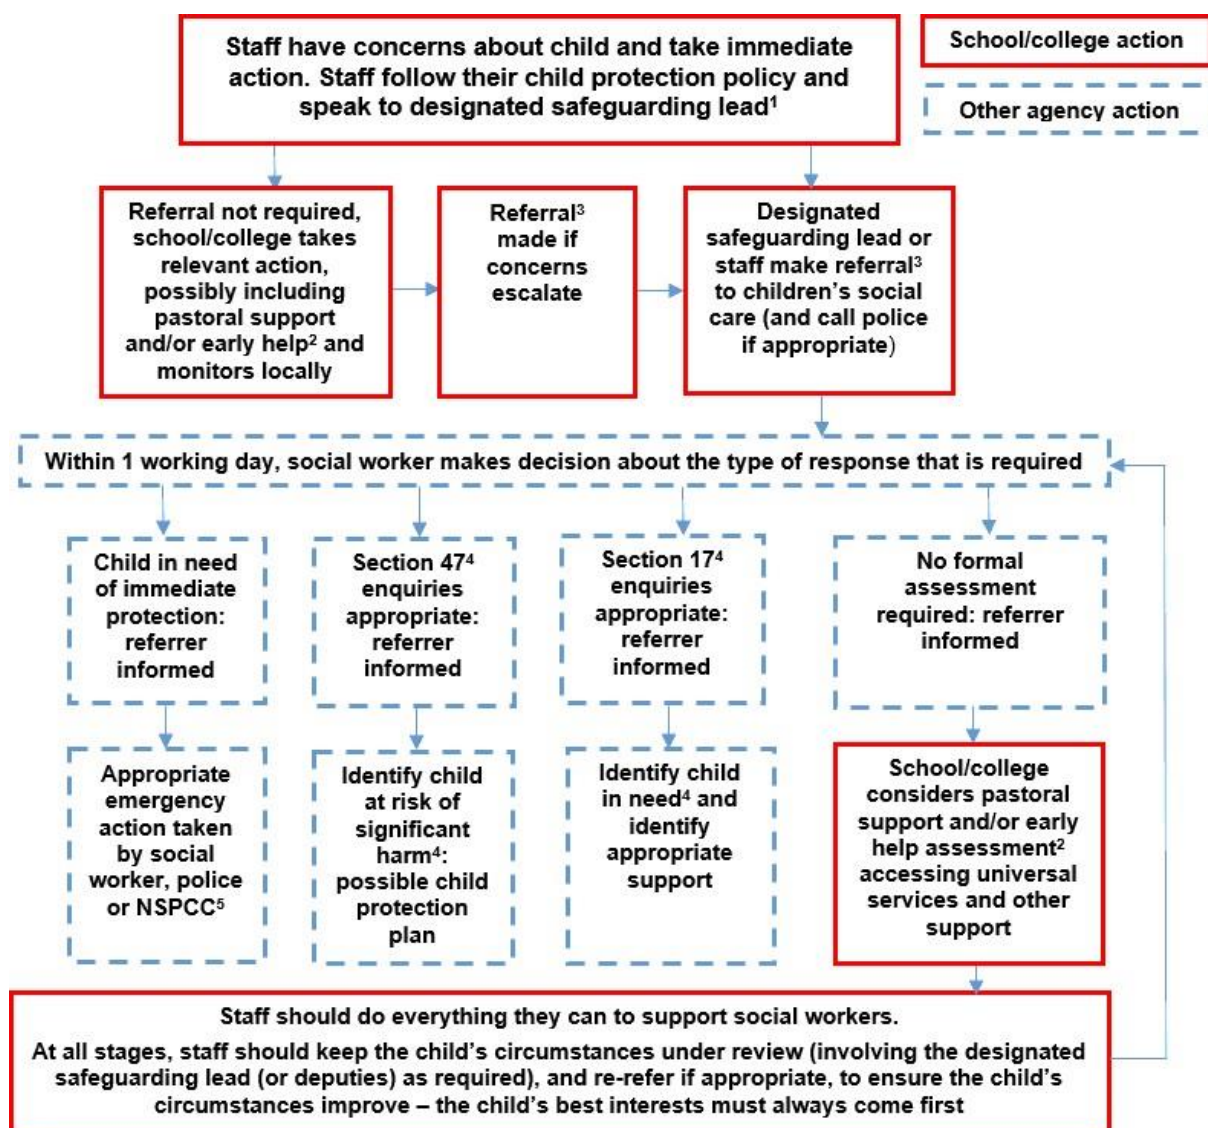 Staff have concerns about child and take immediate
action. Staff follow their child protection policy and
speak to designated safeguarding lead¹
School/college action
Other agency action
Referral not required,
school/college takes
relevant action,
possibly including
pastoral support
and/or early help² and
monitors locally
Referral³
made if
concerns
escalate
Designated
safeguarding lead or
staff make referral³
to children’s social
care (and call police
if appropriate)
Within 1 working day, social worker makes decision about the type of response that is required
Child in need
of immediate
protection:
referrer
informed
Section 47⁴
enquiries
appropriate:
referrer
informed
Section 17⁴
enquiries
appropriate:
referrer
informed
No formal
assessment
required: referrer
informed
Appropriate
emergency
action taken
by social
worker, police
or NSPCC⁵
Identify child
at risk of
significant
harm⁴:
possible child
protection
plan
Identify child
in need⁴ and
identify
appropriate
support
School/college
considers pastoral
support and/or early
help assessment²
accessing universal
services and other
support
Staff should do everything they can to support social workers.
At all stages, staff should keep the child’s circumstances under review (involving the designated
safeguarding lead (or deputies) as required), and re-refer if appropriate, to ensure the child’s
circumstances improve – the child’s best interests must always come first